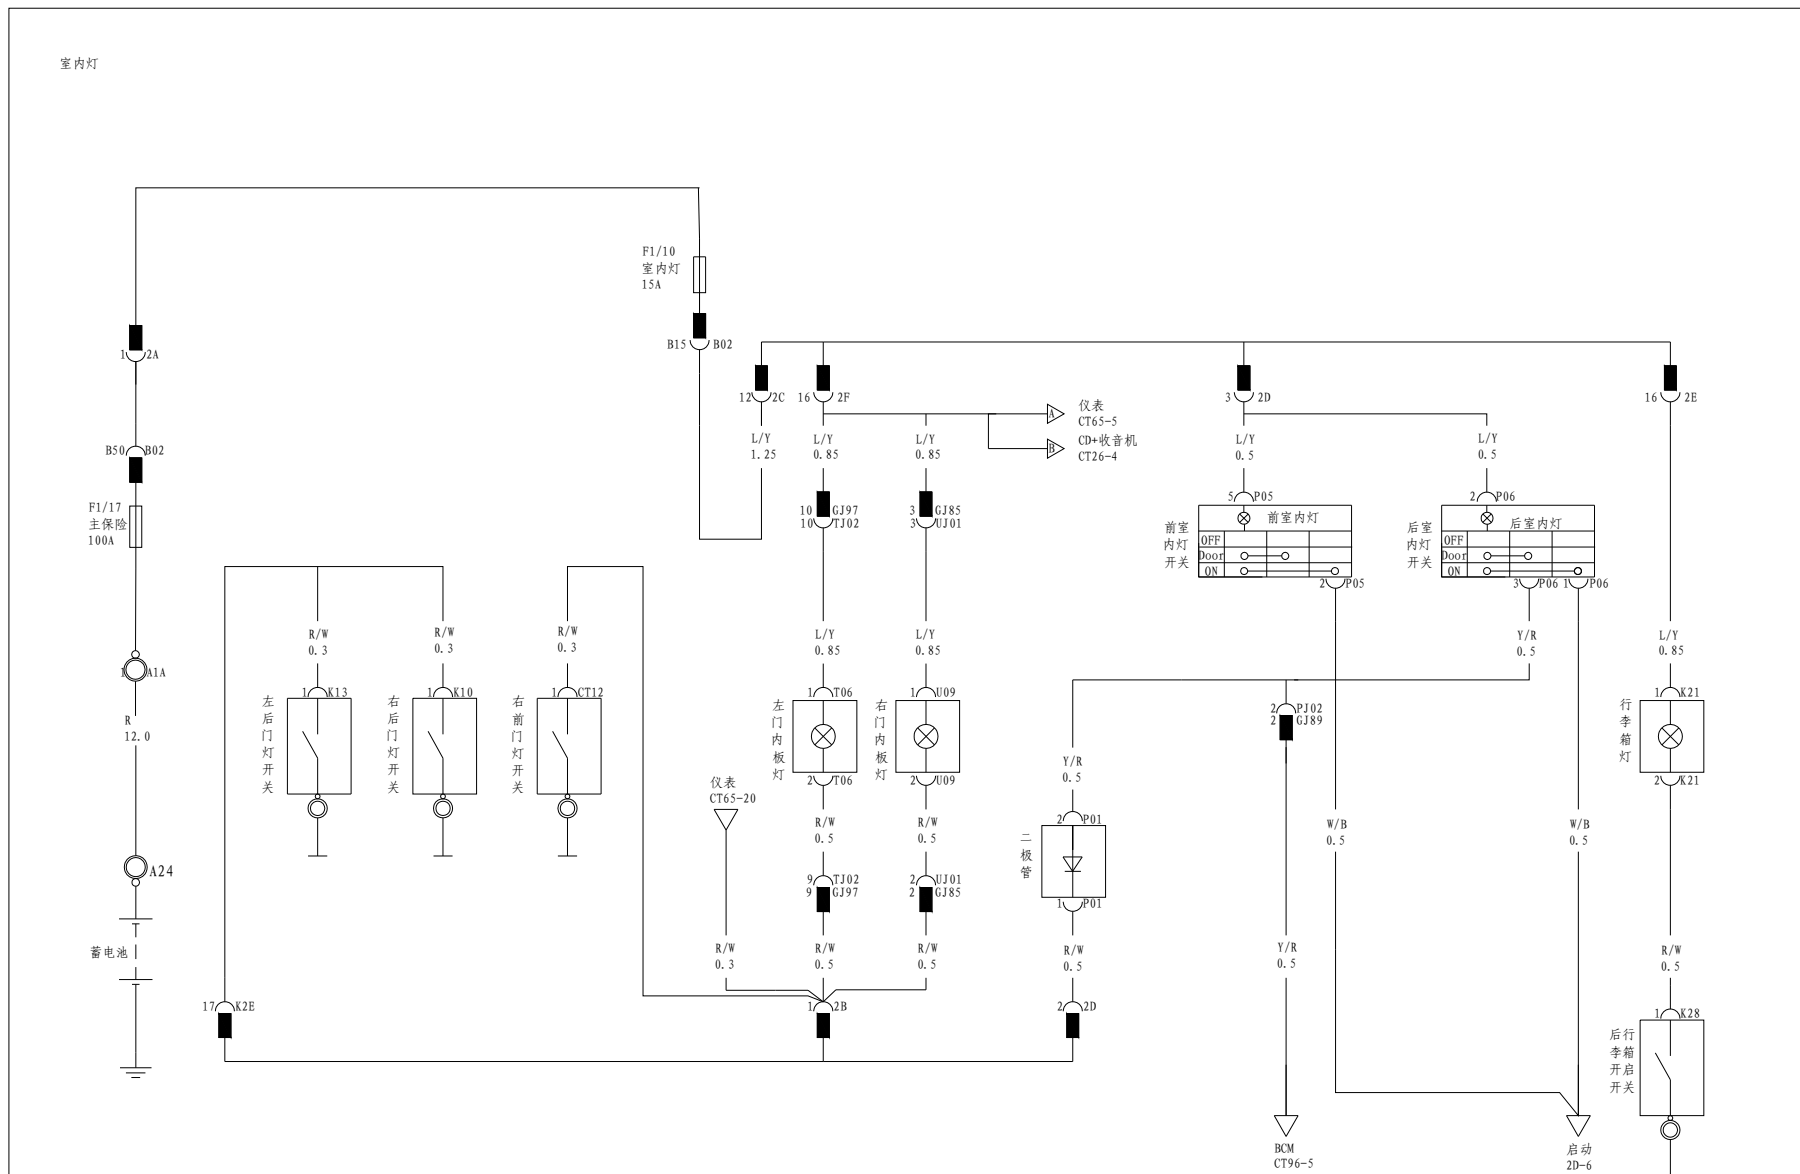 室内灯
F1/10
室内灯
15A
1 2A
B15 B02
12 2C
16 2F
3 2D
16 2E
A 仪表
CT65-5
B CD+收音机
CT26-4
B50 B02
L/Y
1.25
L/Y
0.85
L/Y
0.85
L/Y
0.5
L/Y
0.5
F1/17
主保险
100A
10 GJ97
10 TJ02
3 GJ85
3 UJ01
5 P05
2 P06
前室内灯开关
前室内灯
OFF
Door
ON
2 P05
后室内灯开关
后室内灯
OFF
Door
ON
3 P06 1 P06
R/W
0.3
R/W
0.3
R/W
0.3
L/Y
0.85
L/Y
0.85
Y/R
0.5
L/Y
0.85
1 A1A
R
12.0
1 K13
左后门灯开关
1 K10
右后门灯开关
1 CT12
右前门灯开关
1 T06
左门内板灯
2 T06
1 U09
右门内板灯
2 U09
2 PJ02
2 GJ89
1 K21
行李箱灯
2 K21
仪表
CT65-20
Y/R
0.5
R/W
0.5
R/W
0.5
2 P01
二极管
1 P01
W/B
0.5
W/B
0.5
A24
9 TJ02
9 GJ97
2 UJ01
2 GJ85
蓄电池
R/W
0.3
R/W
0.5
R/W
0.5
R/W
0.5
Y/R
0.5
R/W
0.5
17 K2E
1 2B
2 2D
1 K28
后行李箱开启开关
BCM
CT96-5
启动
2D-6